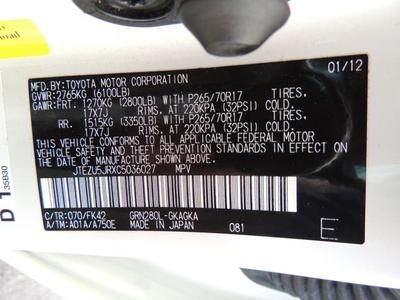 01/12
MFD.BY:TOYOTA MOTOR CORPORATION
GVWR:2765KG (6100LB)
GAWR:FRT. 1270KG (2800LB) WITH P265/70R17 TIRES.
17X7J RIMS. AT 220KPA (32PSI) COLD.
RR. 1515KG (3350LB) WITH P265/70R17 TIRES.
17X7J RIMS. AT 220KPA (32PSI) COLD.
THIS VEHICLE CONFORMS TO ALL APPLICABLE FEDERAL MOTOR
VEHICLE SAFETY AND THEFT PREVENTION STANDARDS IN EFFECT
ON THE DATE OF MANUFACTURE SHOWN ABOVE.
JTEZU5JRXC5036027 MPV
C/TR:070/FK42 GRN280L-GKAGKA
A/TM:A01A/A750E MADE IN JAPAN 081 E
D 1
35B30